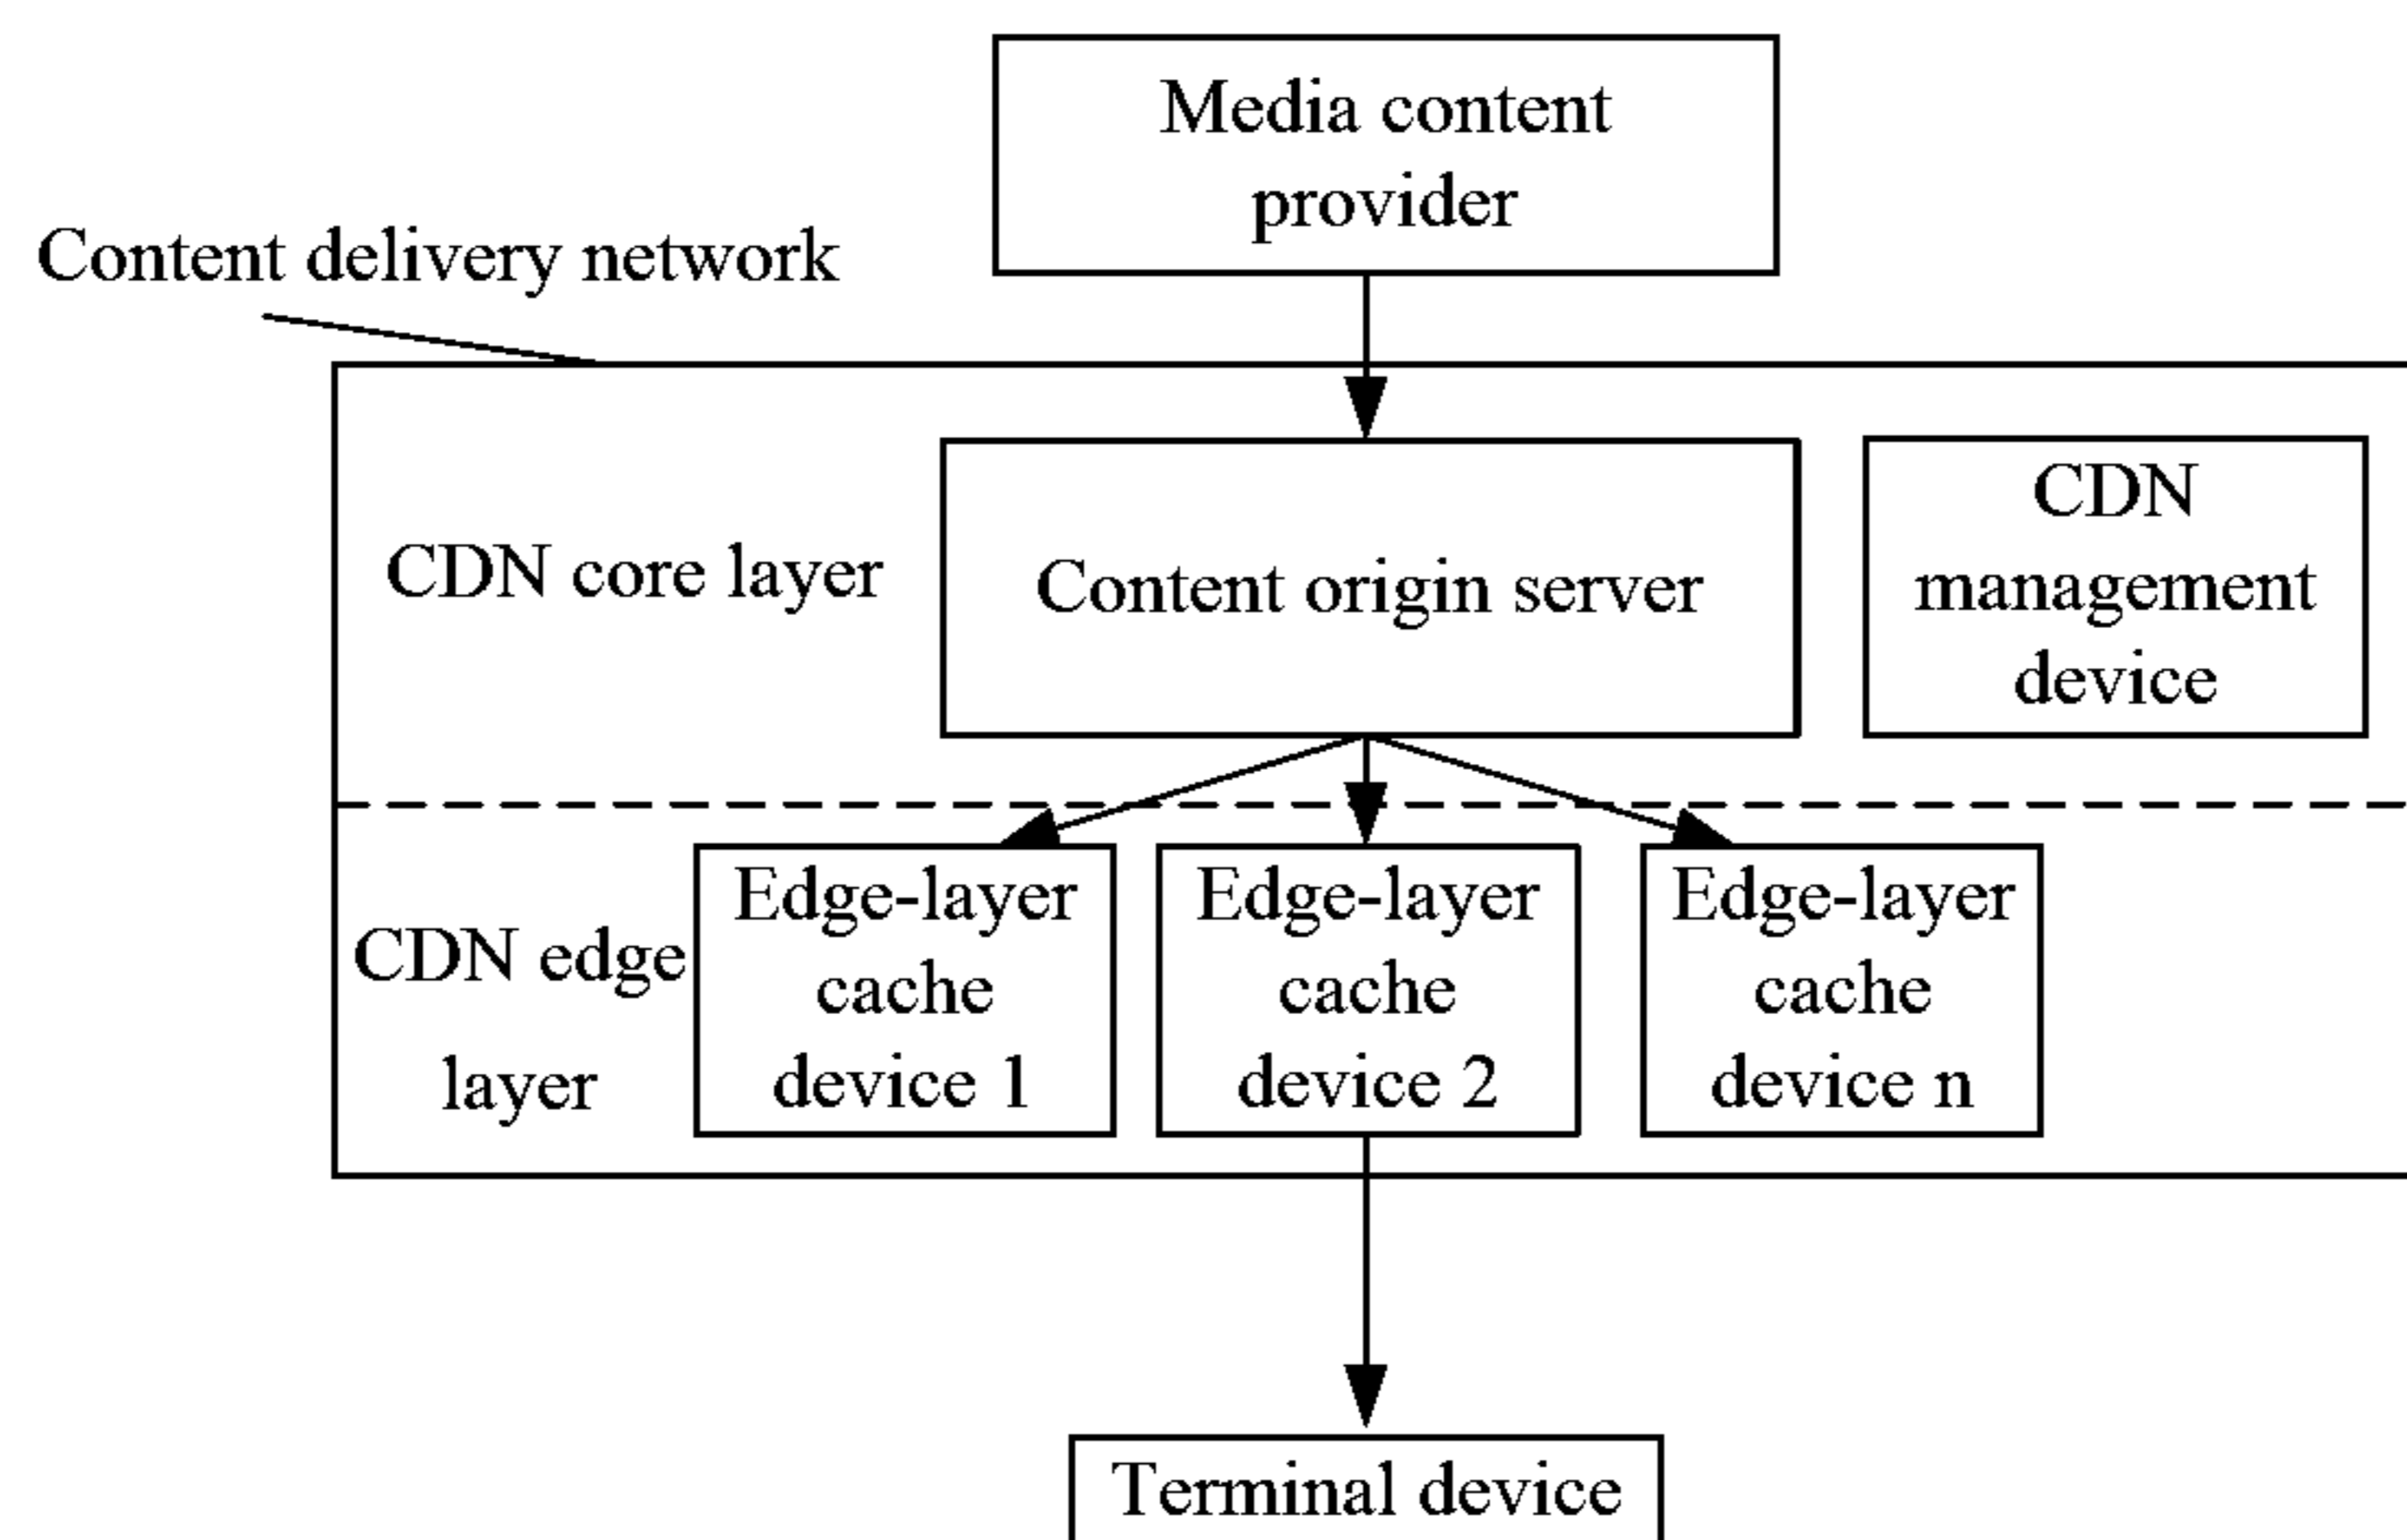 Media content
provider
Content delivery network
CDN core layer
Content origin server
CDN
management
device
CDN edge
layer
Edge-layer
cache
device 1
Edge-layer
cache
device 2
Edge-layer
cache
device n
Terminal device